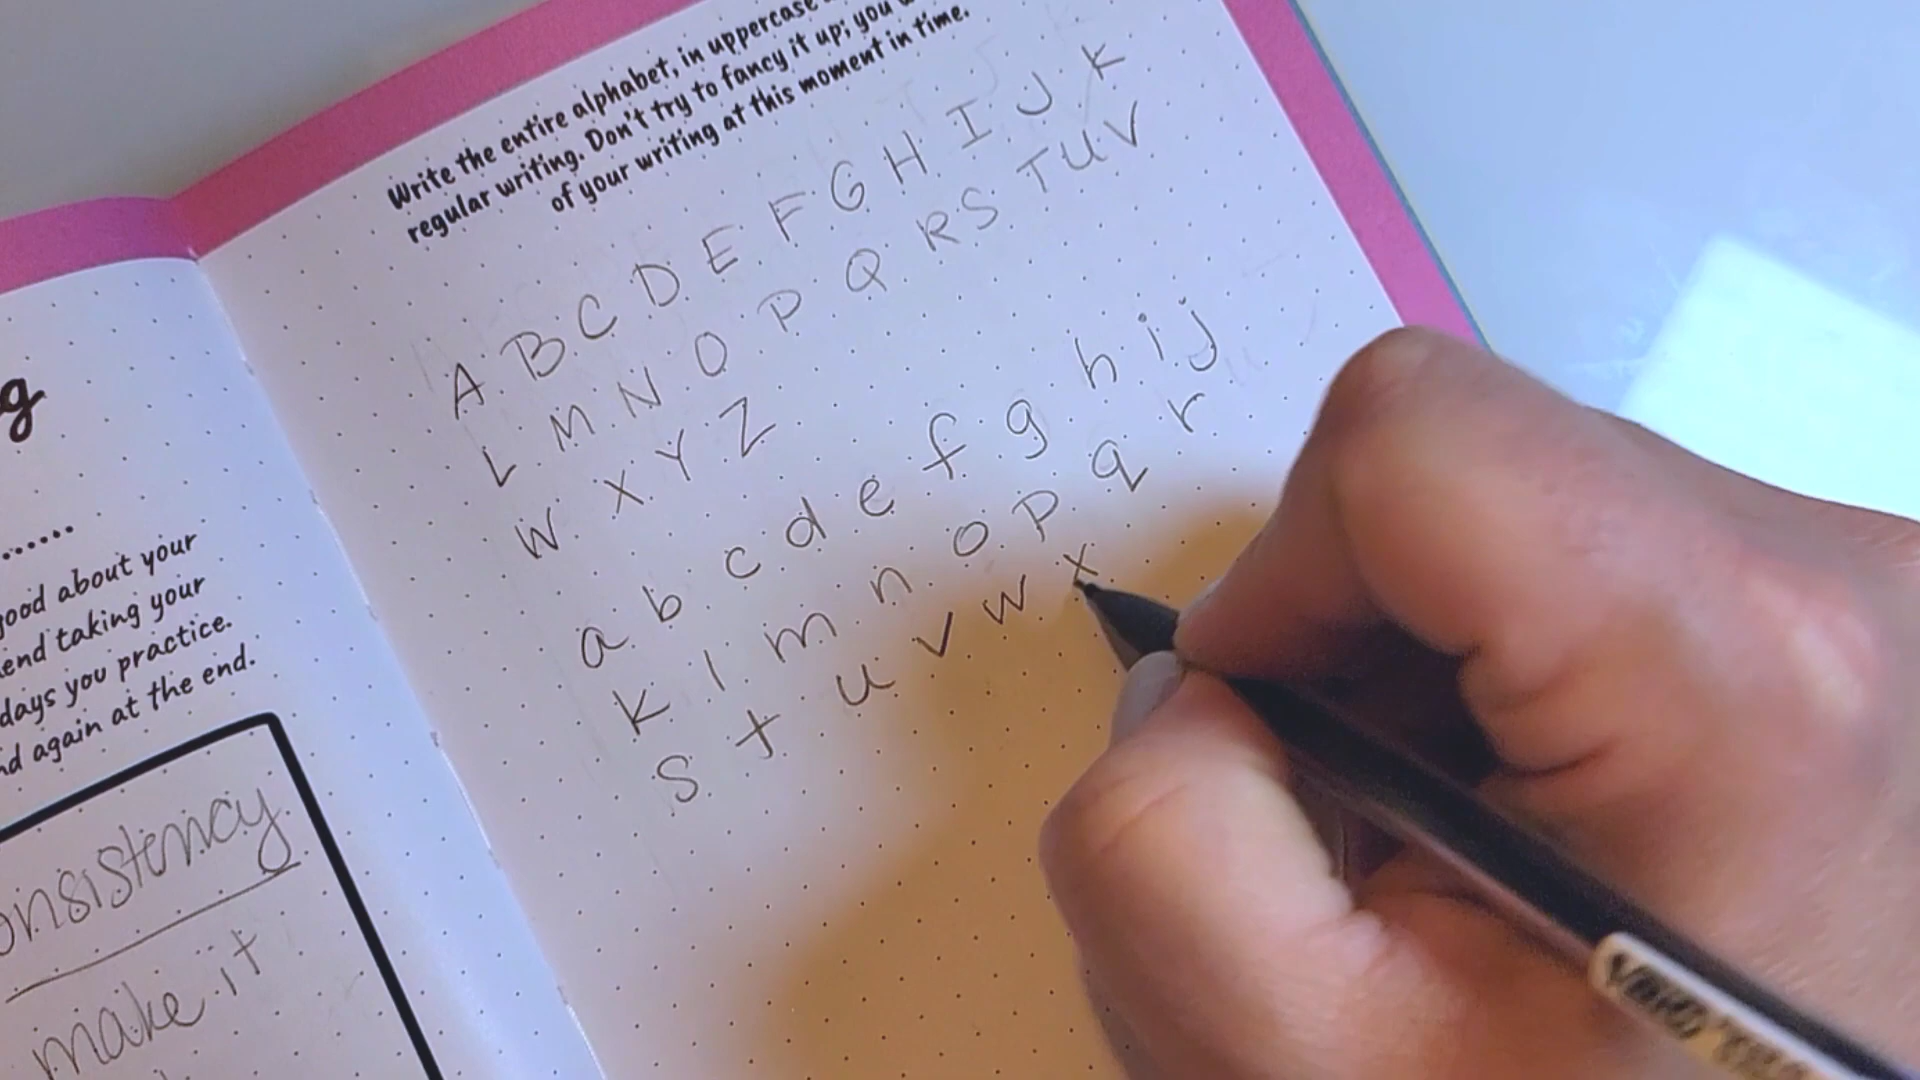 g
......
good about your
end taking your
days you practice.
nd again at the end.
onsistency
make it
Write the entire alphabet, in uppercase
regular writing. Don't try to fancy it up; you
of your writing at this moment in time.
A B C D E F G H I J K
L M N O P Q R S T U V
W X Y Z
a b c d e f g h i j
k l m n o p q r
s t u v w x